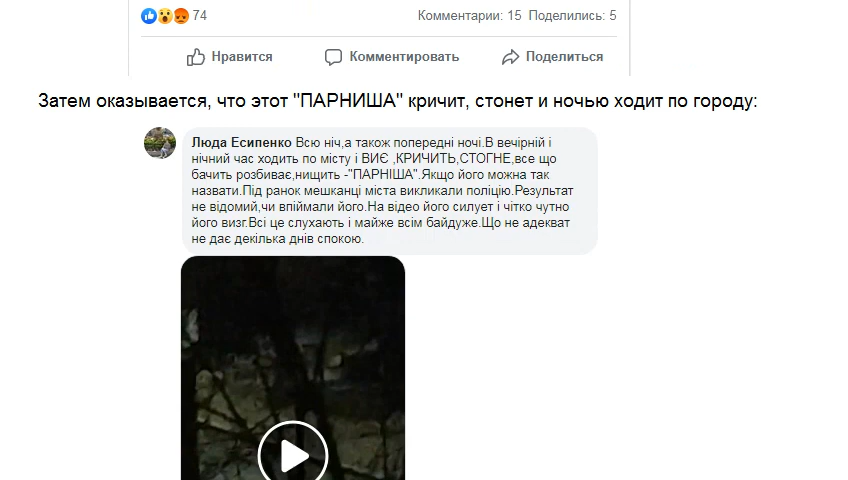 74
Комментарии: 15 Поделились: 5
Нравится Комментировать Поделиться
Затем оказывается, что этот "ПАРНИША" кричит, стонет и ночью ходит по городу:
Люда Есипенко Всю ніч,а також попередні ночі.В вечірній і
нічний час ходить по місту і ВИЄ ,КРИЧИТЬ,СТОГНЕ,все що
бачить розбиває,нищить -"ПАРНІША".Якщо його можна так
назвати.Під ранок мешканці міста викликали поліцію.Результат
не відомий,чи впіймали його.На відео його силует і чітко чутно
його визг.Всі це слухають і майже всім байдуже.Що не адекват
не дає декілька днів спокою.